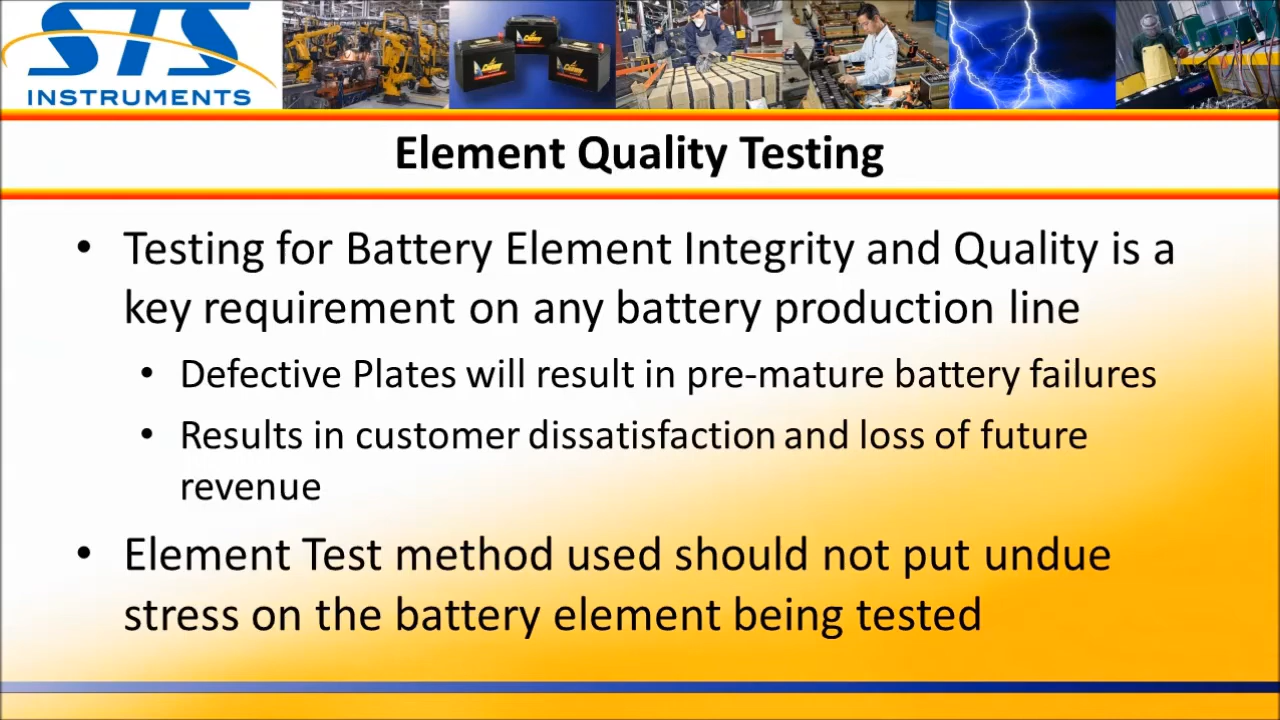 STS
INSTRUMENTS
Element Quality Testing
• Testing for Battery Element Integrity and Quality is a
key requirement on any battery production line
• Defective Plates will result in pre-mature battery failures
• Results in customer dissatisfaction and loss of future
revenue
• Element Test method used should not put undue
stress on the battery element being tested